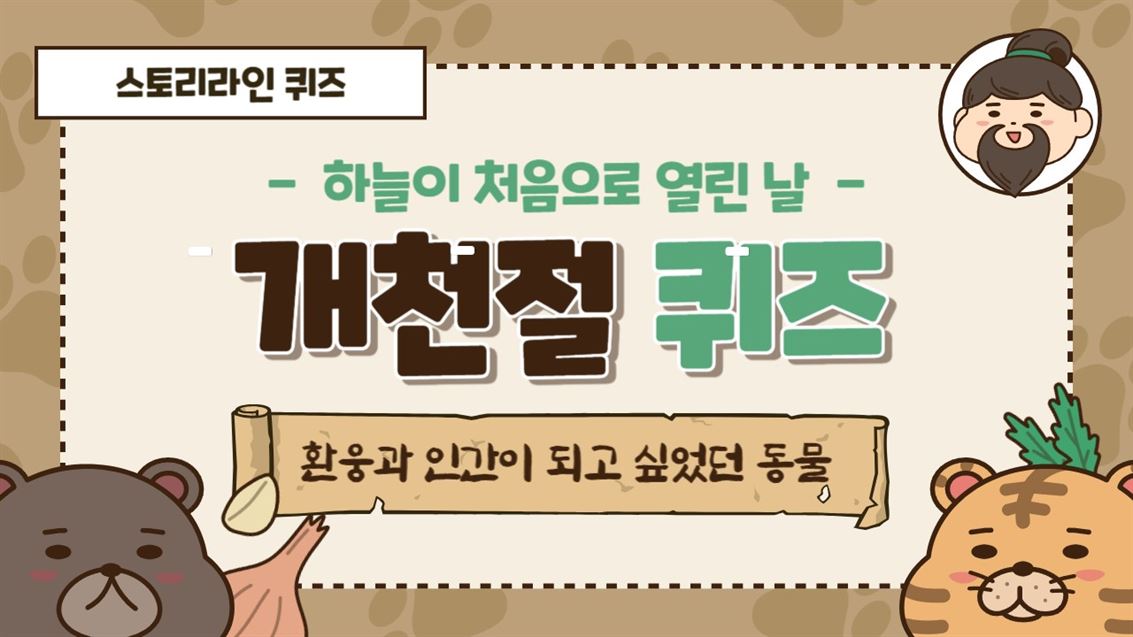 스토리라인 퀴즈
- 하늘이 처음으로 열린 날 -
개천절 퀴즈
환웅과 인간이 되고 싶었던 동물